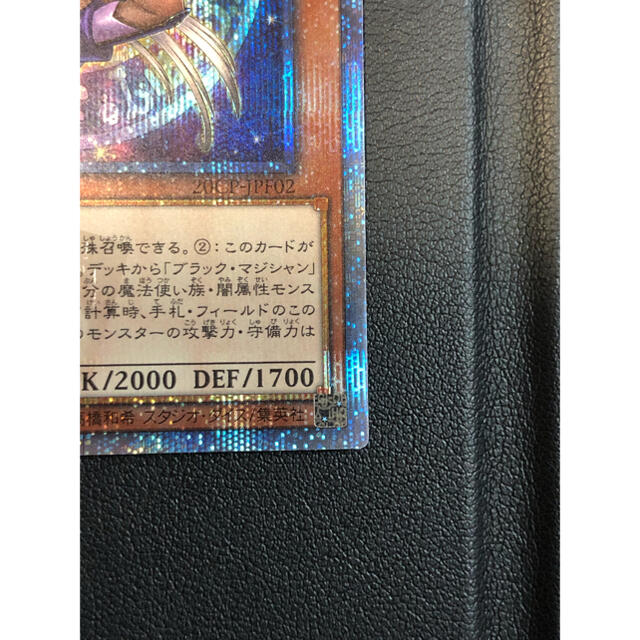 20CP-JPF02
殊召喚できる。②:このカードが
デッキから「ブラック・マジシャン」
分の魔法使い族・闇属性モンス
計算時、手札・フィールドのこの
のモンスターの攻撃力・守備力は
K/2000 DEF/1700
橋和希 スタジオ・ダイス/集英社